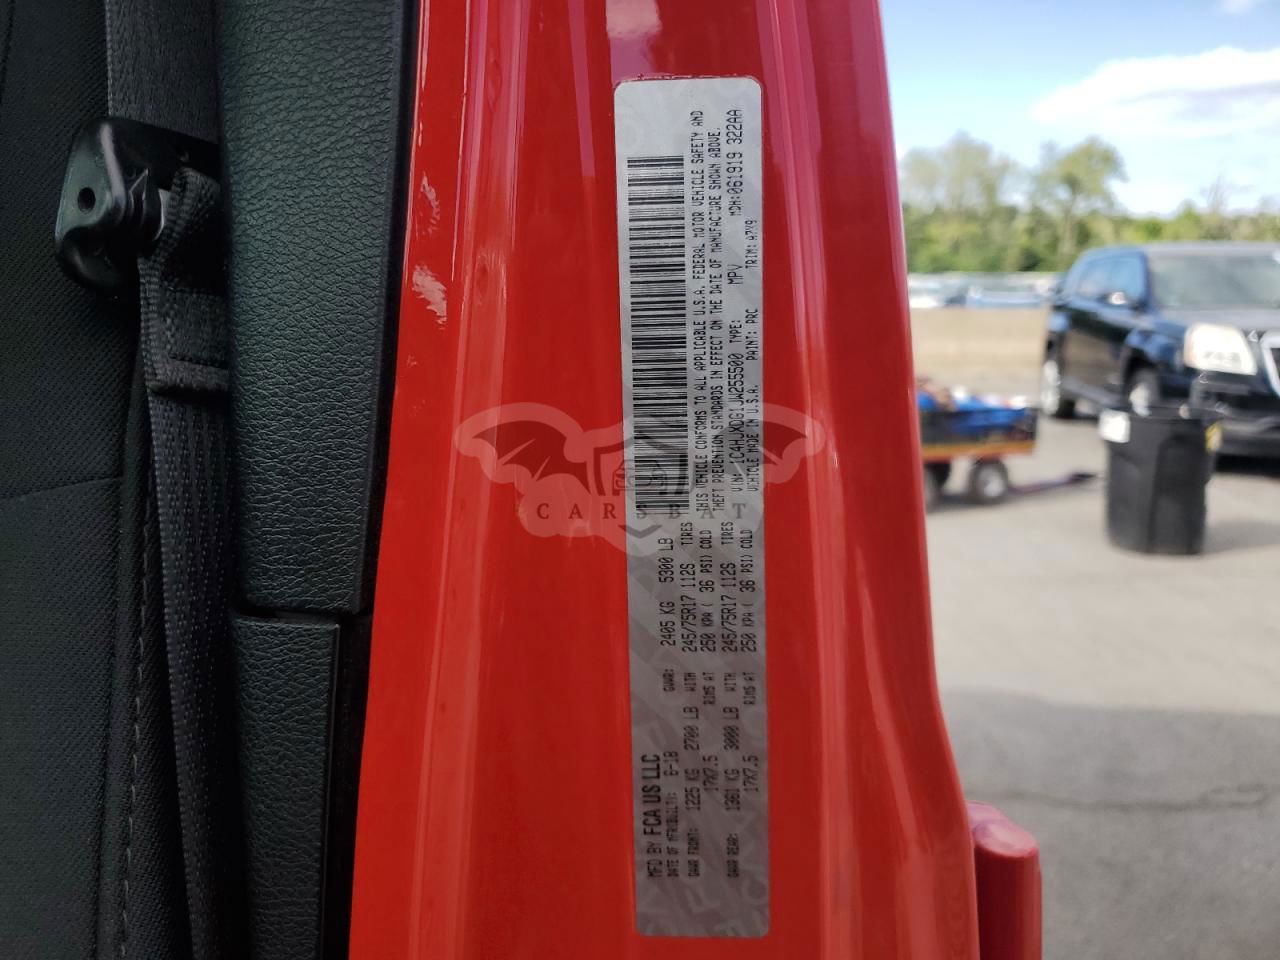 MFD BY FCA US LLC
DATE OF MFR: 6-18 GVWR: 2405 KG 5300 LB
GAWR FRONT: 1225 KG 2700 LB WITH 245/75R17 112S TIRES
17X7.5 RIMS AT 250 KPA ( 36 PSI) COLD
GAWR REAR: 1361 KG 3000 LB WITH 245/75R17 112S TIRES
17X7.5 RIMS AT 250 KPA ( 36 PSI) COLD
THIS VEHICLE CONFORMS TO ALL APPLICABLE U.S.A. FEDERAL MOTOR VEHICLE SAFETY AND
THEFT PREVENTION STANDARDS IN EFFECT ON THE DATE OF MANUFACTURE SHOWN ABOVE.
VIN: 1C4HJXDG1JW255500 TYPE: MPV MDH: 061919 322AA
VEHICLE MADE IN U.S.A. PAINT: PRC TRIM: A7X9
CARSBAT